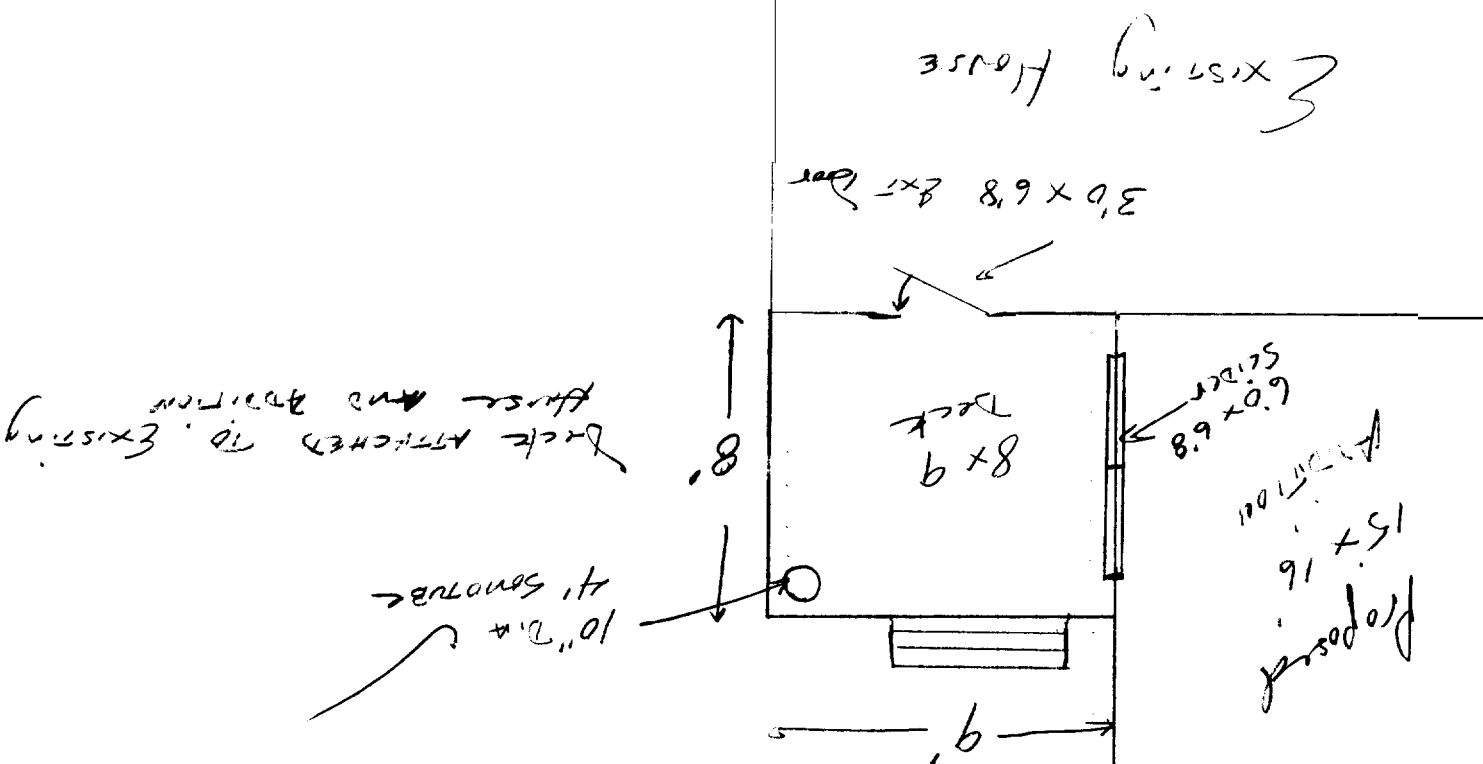 9'
Proposed
15 x 16
Addition
10" DIA
4' SONOTUBE
8 x 9
Deck
8'
6'0 x 6'8
SLIDER
Deck ATTACHED TO EXISTING
House AND ADDITION
3'0 x 6'8 Ext Door
EXISTING HOUSE